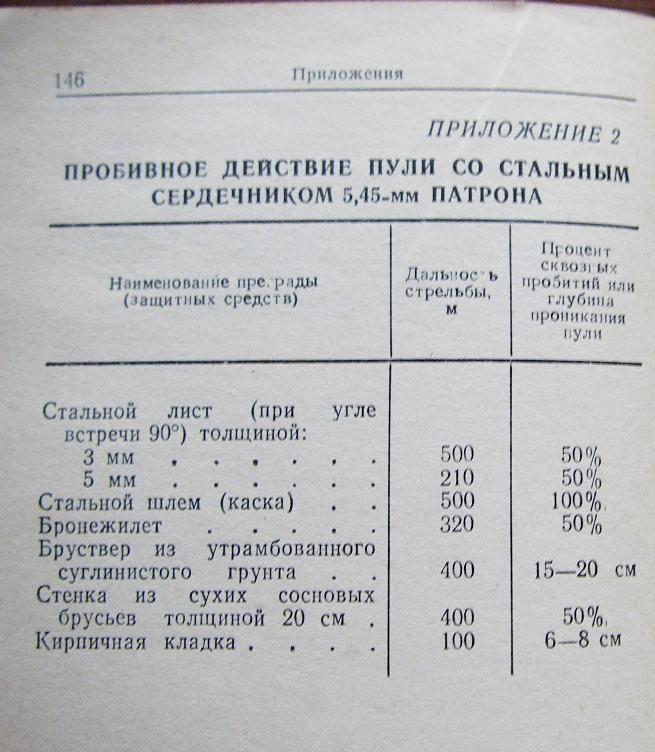 146
Приложения
ПРИЛОЖЕНИЕ 2
ПРОБИВНОЕ ДЕЙСТВИЕ ПУЛИ СО СТАЛЬНЫМ
СЕРДЕЧНИКОМ 5,45-мм ПАТРОНА
Наименование преграды
(защитных средств)
Дальность
стрельбы,
м
Процент
сквозных
пробитий или
глубина
проникания
пули
Стальной лист (при угле
встречи 90°) толщиной:
3 мм . . . . . . 500 50%
5 мм . . . . . . 210 50%
Стальной шлем (каска) . . 500 100%
Бронежилет . . . . . 320 50%
Бруствер из утрамбованного
суглинистого грунта . . 400 15—20 см
Стенка из сухих сосновых
брусьев толщиной 20 см . 400 50%
Кирпичная кладка . . . . 100 6—8 см